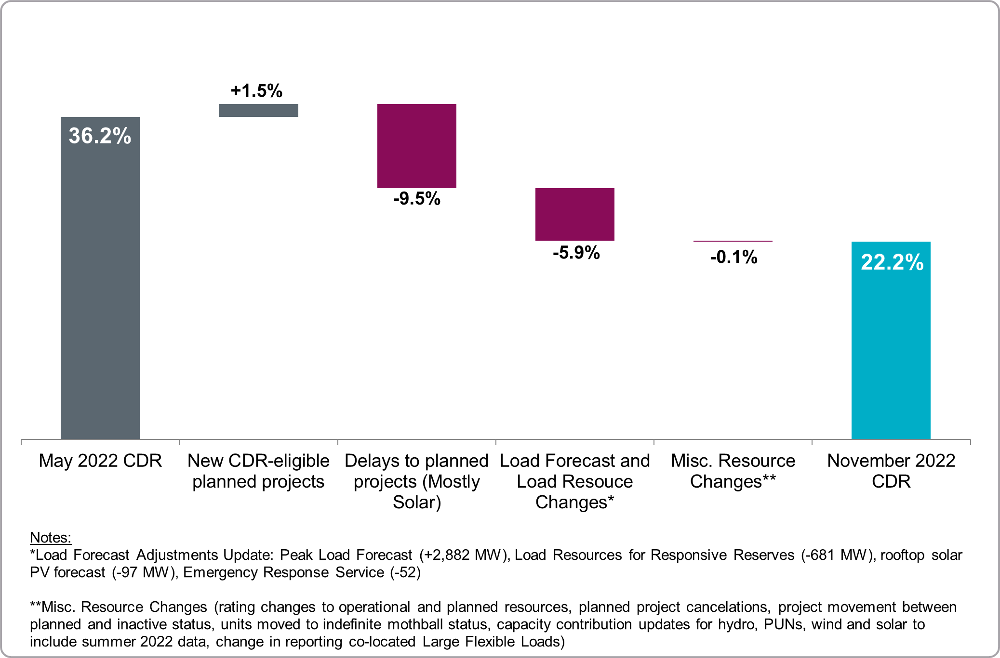 +1.5%
36.2%
-9.5%
-5.9%
-0.1%
22.2%
May 2022 CDR
New CDR-eligible
planned projects
Delays to planned
projects (Mostly
Solar)
Load Forecast and
Load Resouce
Changes*
Misc. Resource
Changes**
November 2022
CDR
Notes:
*Load Forecast Adjustments Update: Peak Load Forecast (+2,882 MW), Load Resources for Responsive Reserves (-681 MW), rooftop solar
PV forecast (-97 MW), Emergency Response Service (-52)
**Misc. Resource Changes (rating changes to operational and planned resources, planned project cancelations, project movement between
planned and inactive status, units moved to indefinite mothball status, capacity contribution updates for hydro, PUNs, wind and solar to
include summer 2022 data, change in reporting co-located Large Flexible Loads)